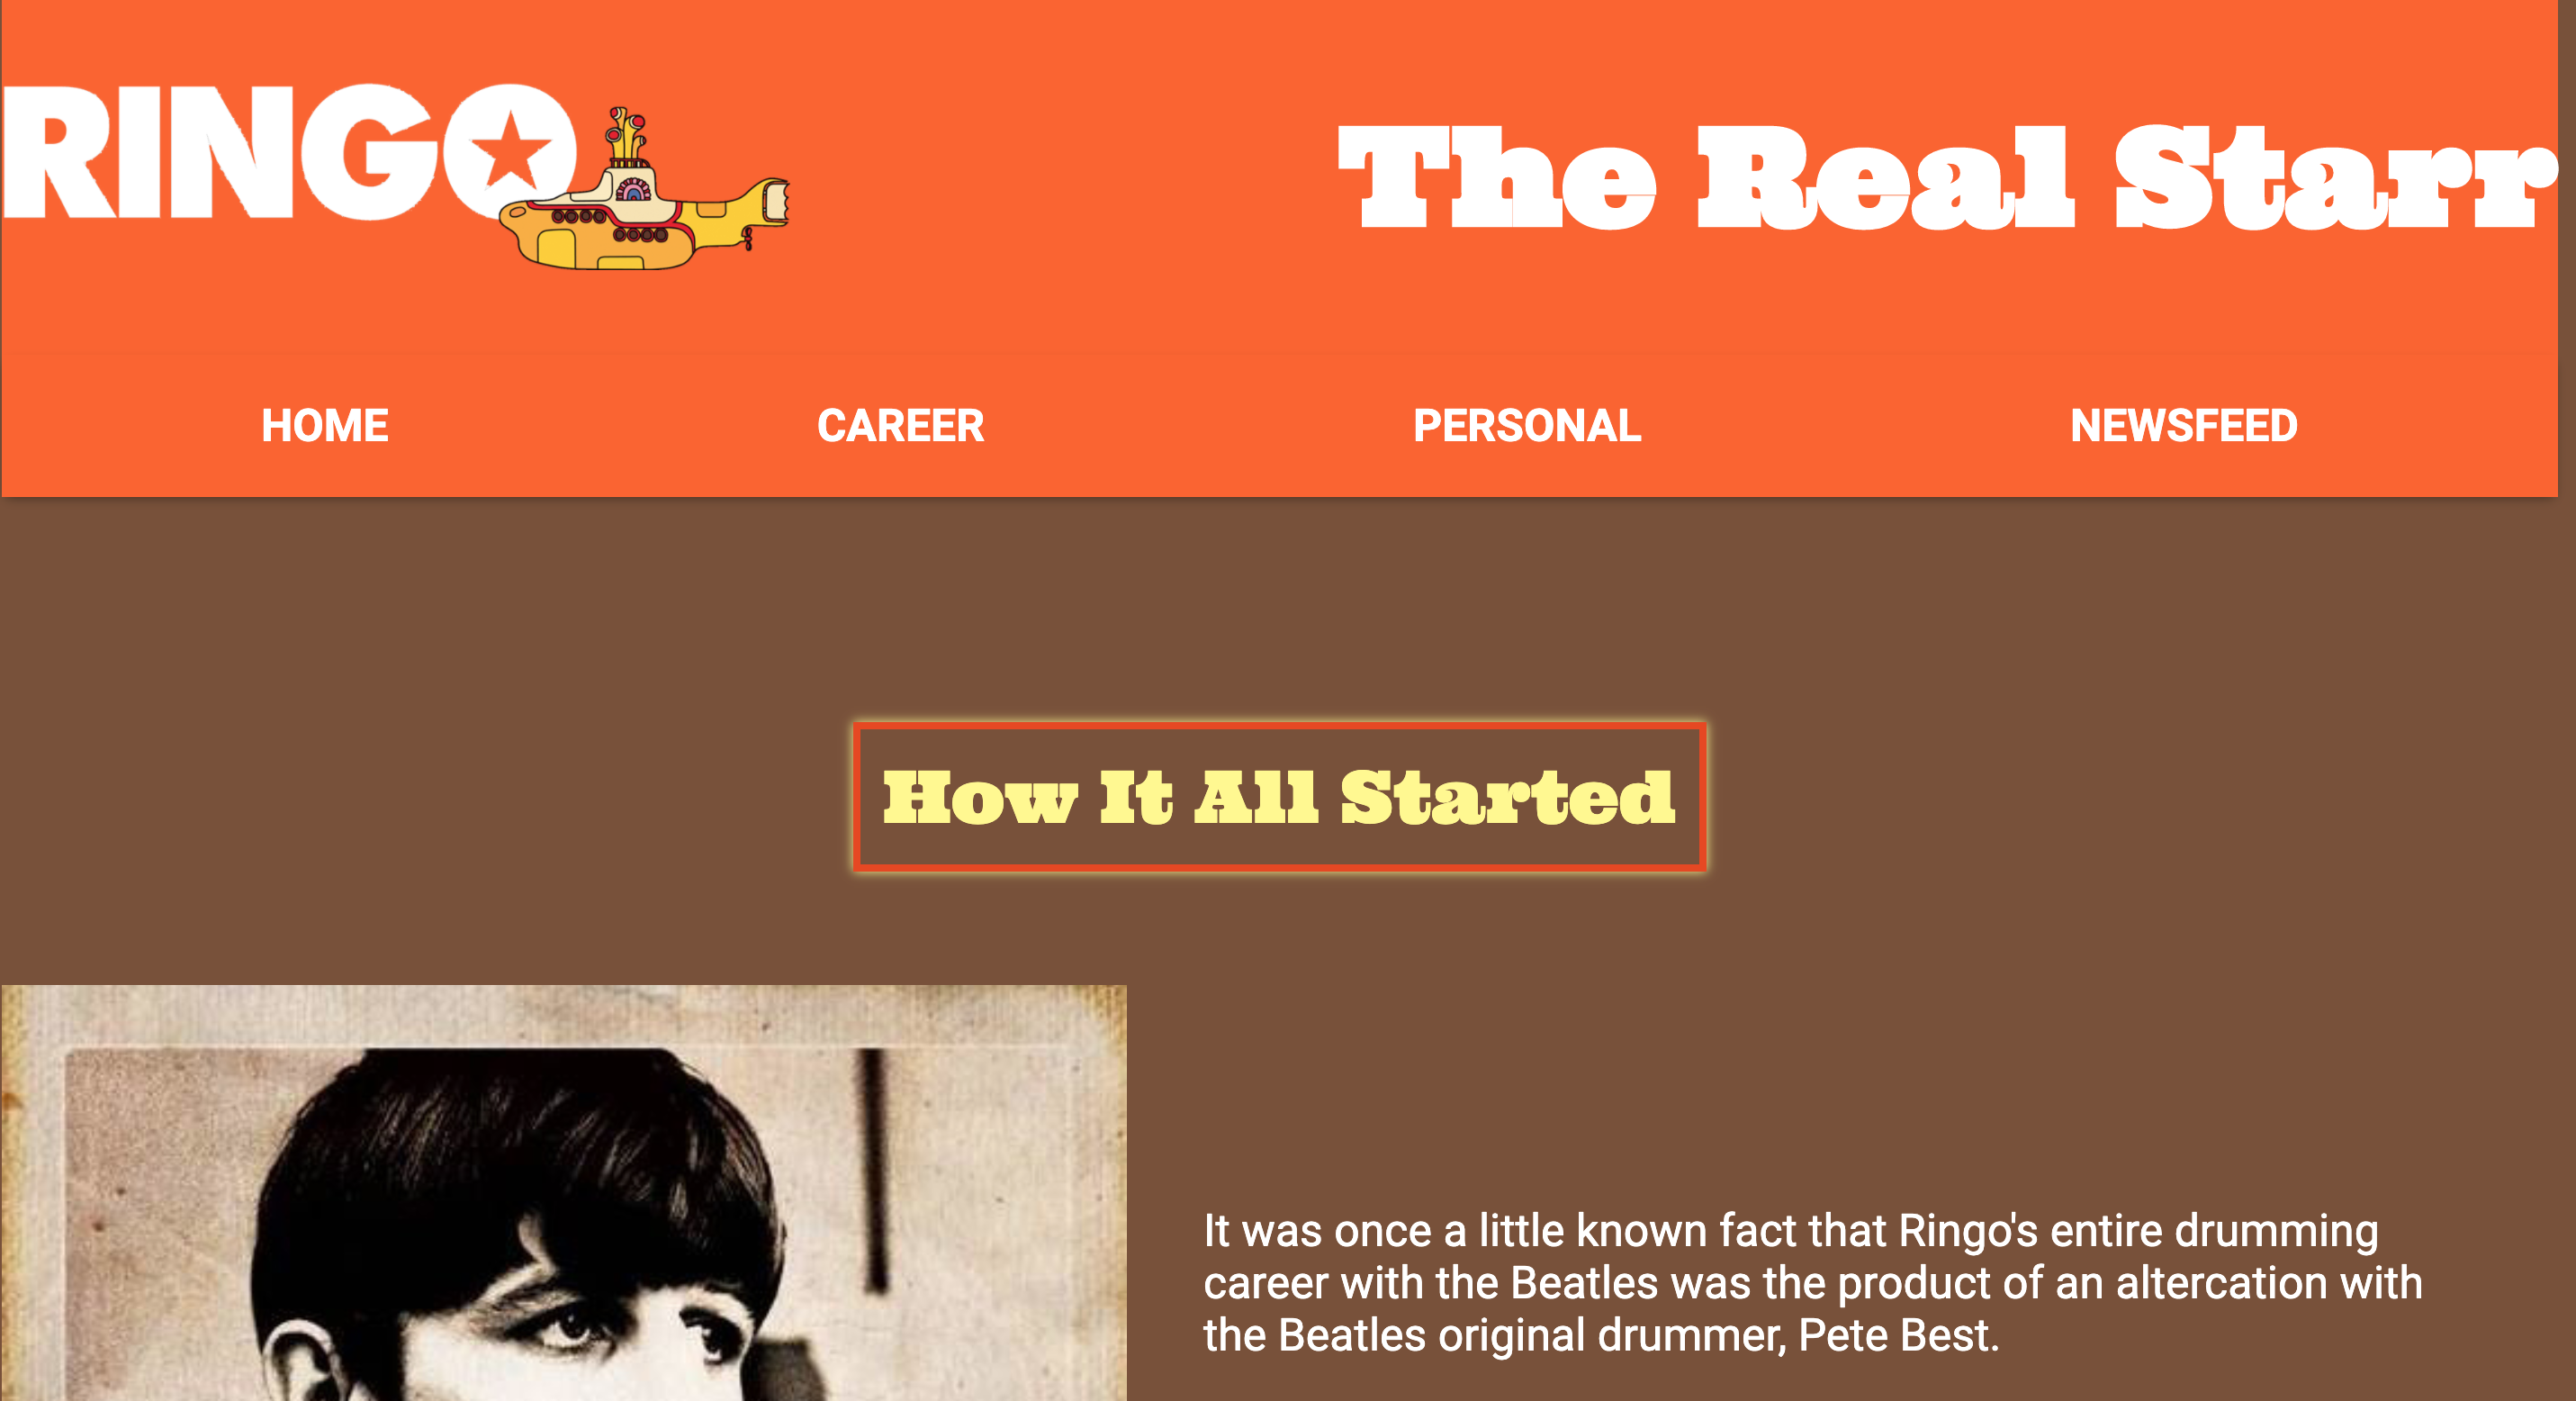 RINGO
The Real Starr
HOME
CAREER
PERSONAL
NEWSFEED
How It All Started
It was once a little known fact that Ringo's entire drumming
career with the Beatles was the product of an altercation with
the Beatles original drummer, Pete Best.